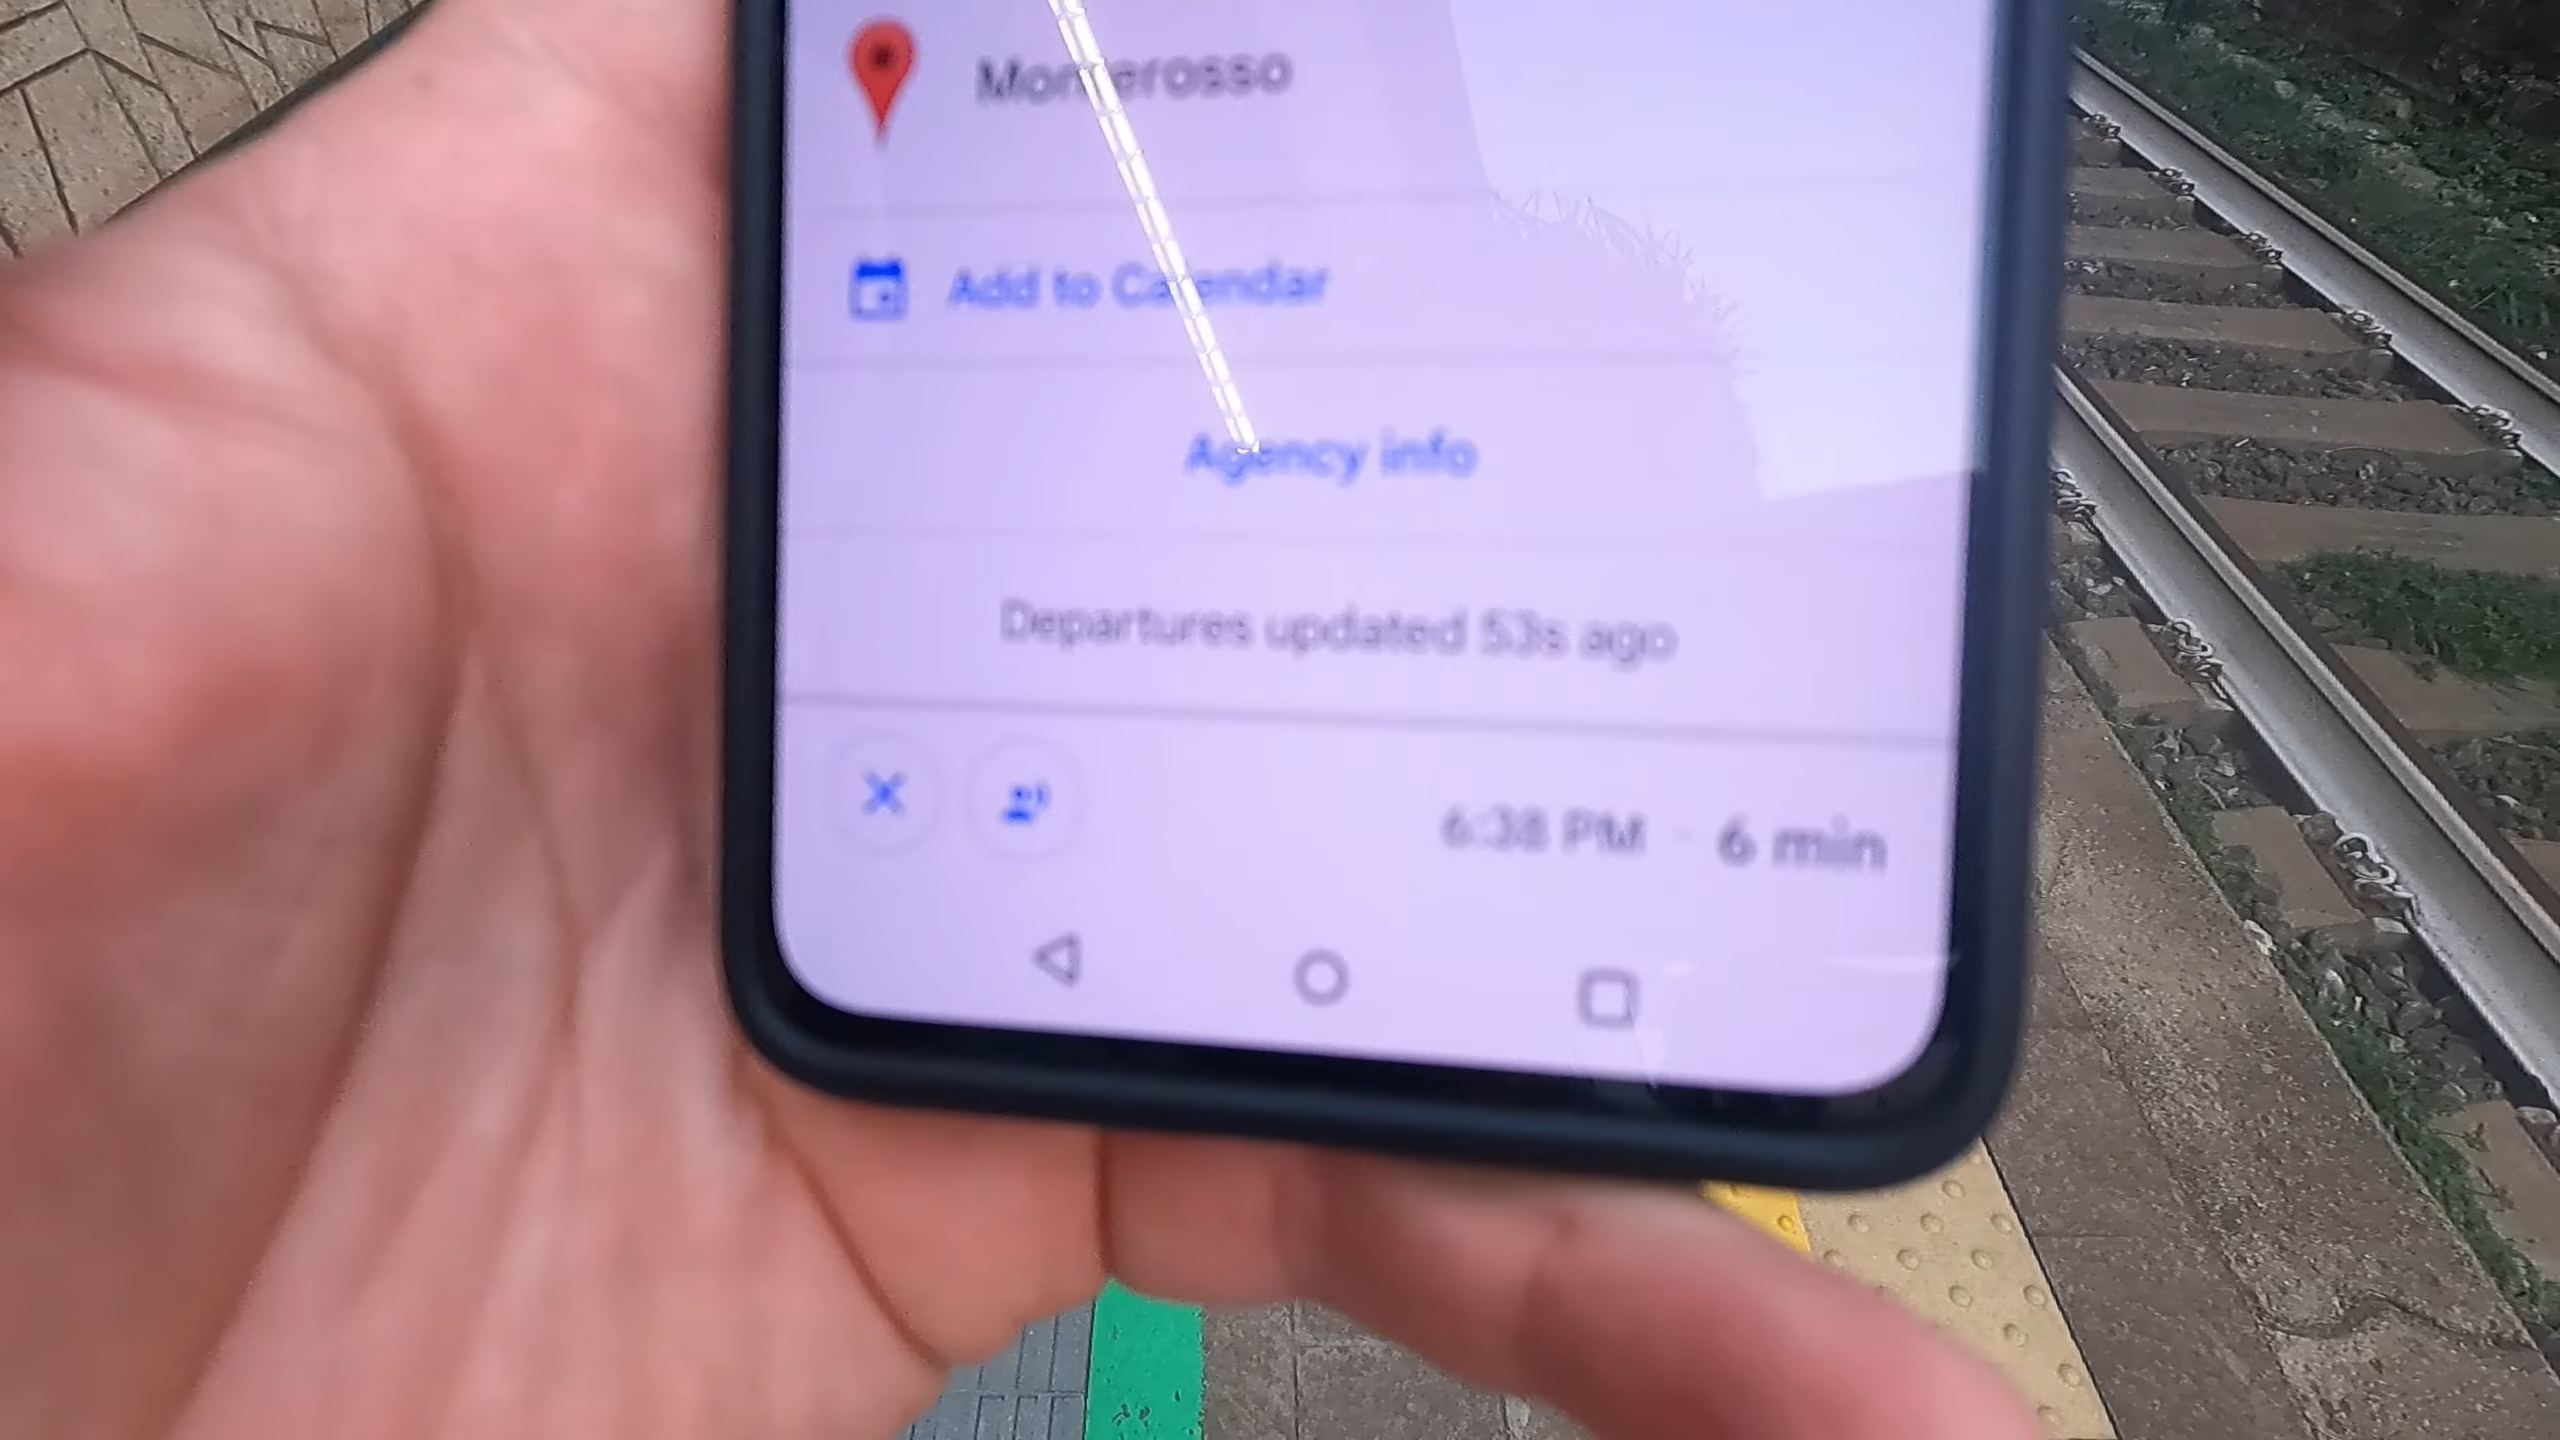 Monterosso
Add to Calendar
Agency info
Departures updated 53s ago
6:38 PM · 6 min